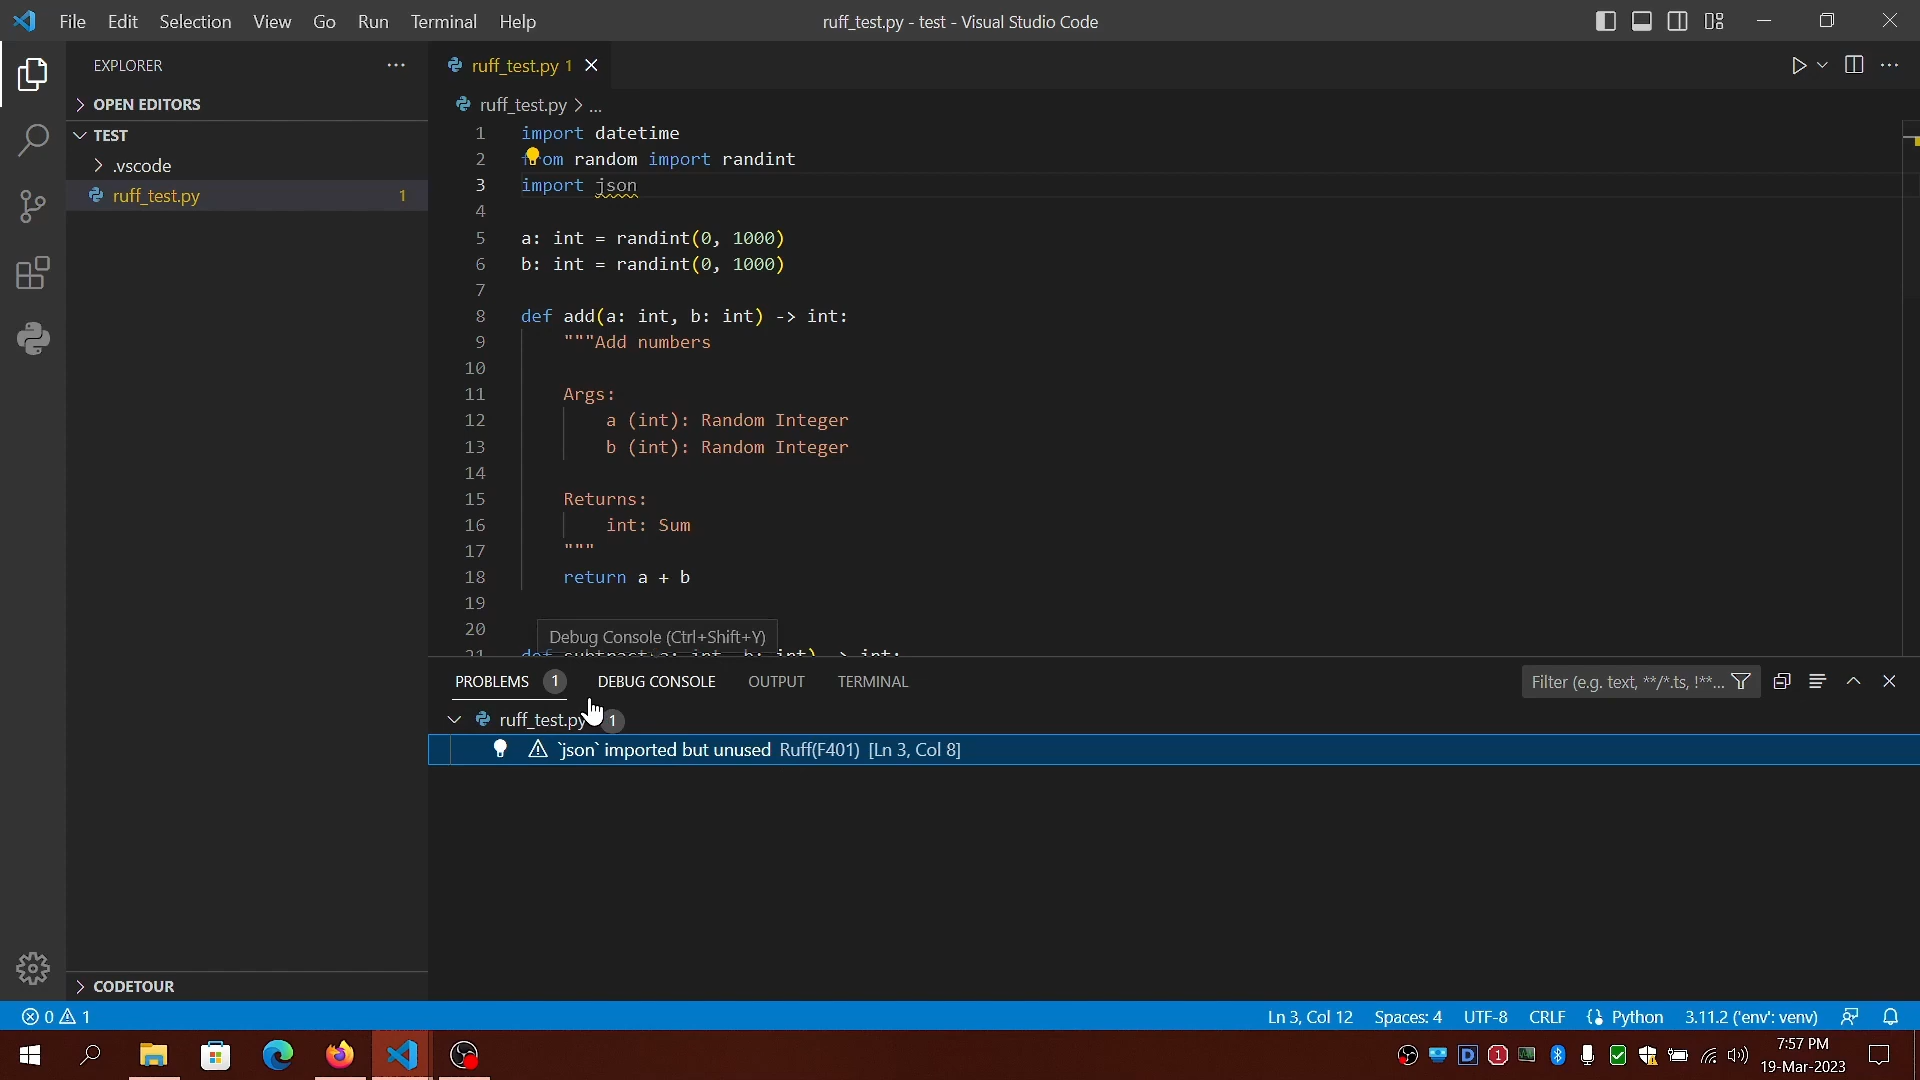 File Edit Selection View Go Run Terminal Help
ruff_test.py - test - Visual Studio Code
EXPLORER
OPEN EDITORS
TEST
.vscode
ruff_test.py 1
CODETOUR
ruff_test.py 1
ruff_test.py > ...
1 import datetime
2 from random import randint
3 import json
4
5 a: int = randint(0, 1000)
6 b: int = randint(0, 1000)
7
8 def add(a: int, b: int) -> int:
9 """Add numbers
10
11 Args:
12 a (int): Random Integer
13 b (int): Random Integer
14
15 Returns:
16 int: Sum
17 """
18 return a + b
19
20
Debug Console (Ctrl+Shift+Y)
21 def subtract(a: int, b: int) -> int:
PROBLEMS 1 DEBUG CONSOLE OUTPUT TERMINAL
Filter (e.g. text, **/*.ts, !**...
ruff_test.py 1
`json` imported but unused Ruff(F401) [Ln 3, Col 8]
0 1
Ln 3, Col 12 Spaces: 4 UTF-8 CRLF Python 3.11.2 ('env': venv)
D 1
7:57 PM
19-Mar-2023